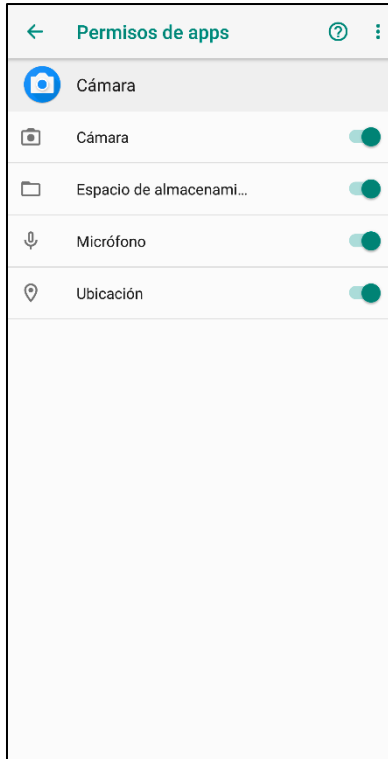 Permisos de apps
Cámara
Cámara
Espacio de almacenami...
Micrófono
Ubicación